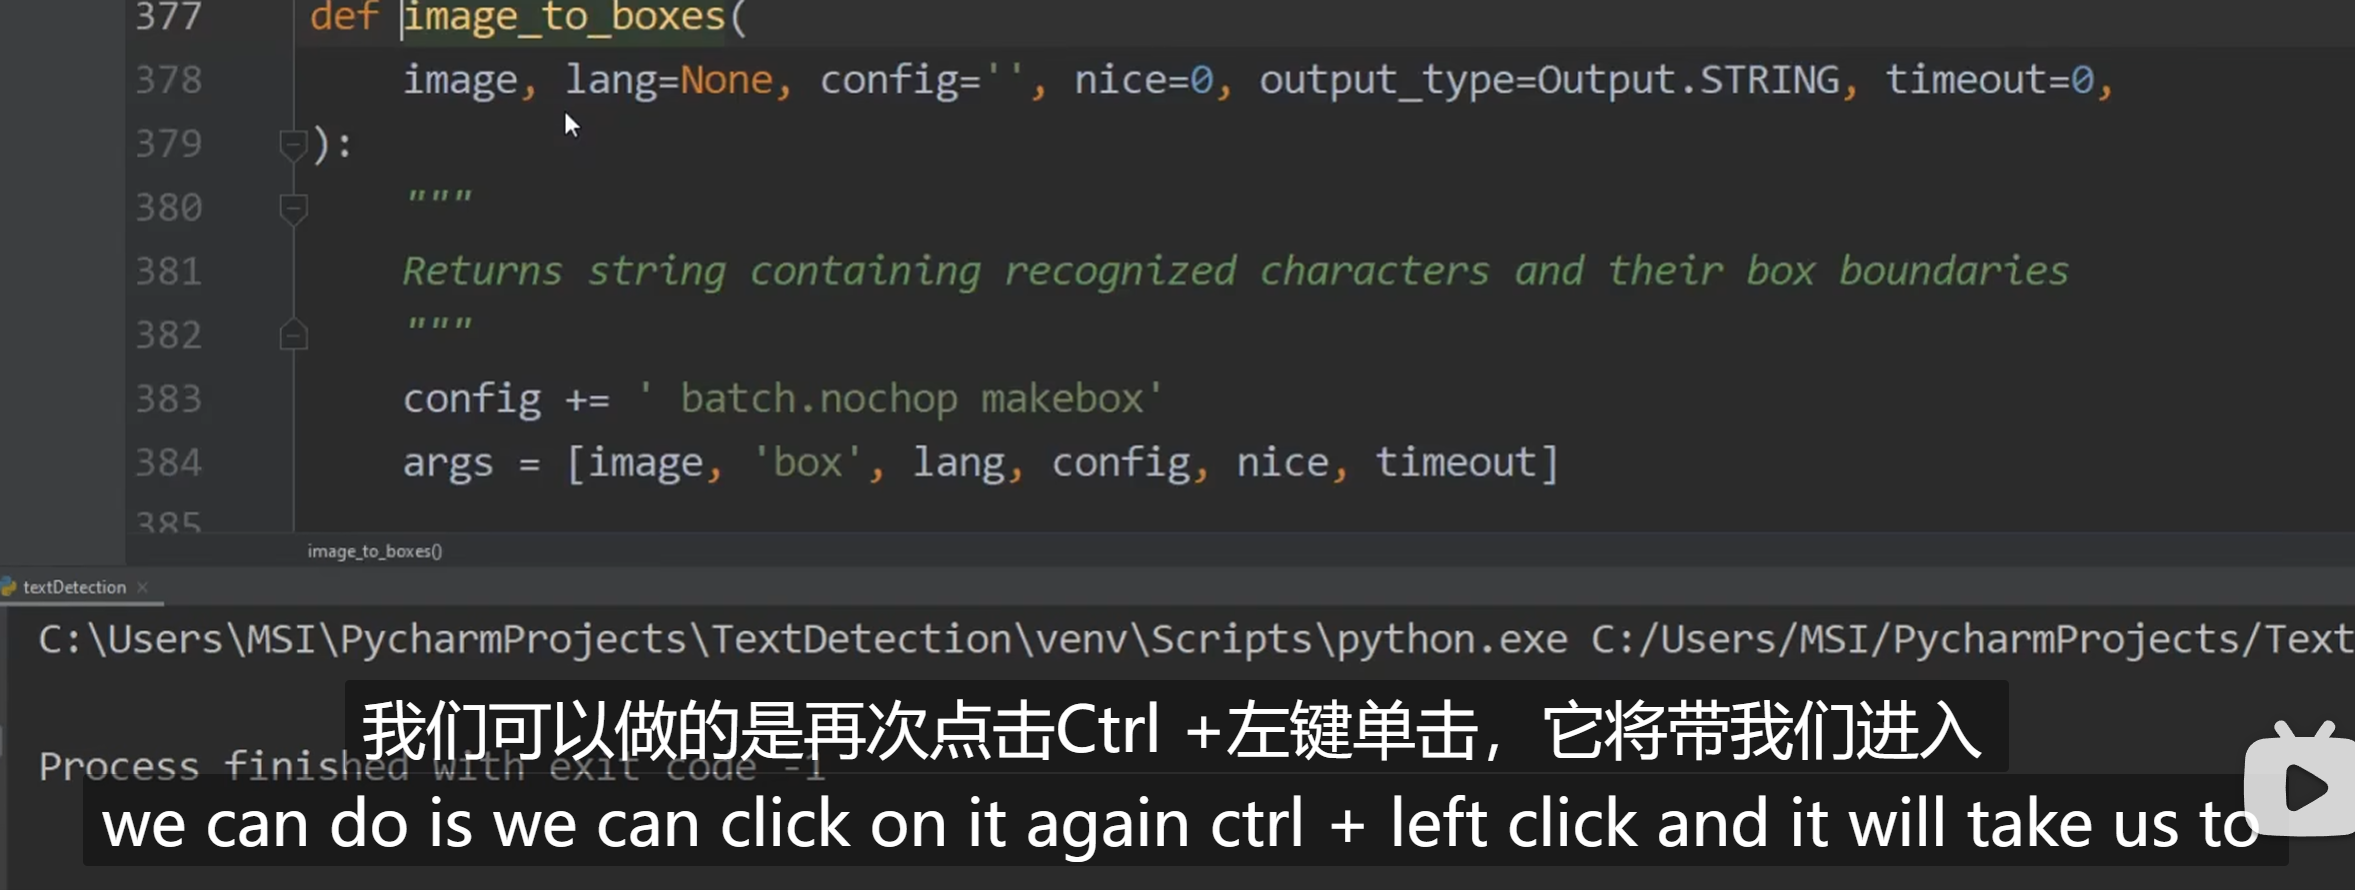 377 def image_to_boxes(
378 image, lang=None, config='', nice=0, output_type=Output.STRING, timeout=0,
379 ):
380 """
381 Returns string containing recognized characters and their box boundaries
382 """
383 config += ' batch.nochop makebox'
384 args = [image, 'box', lang, config, nice, timeout]
385
image_to_boxes()
textDetection
C:\Users\MSI\PycharmProjects\TextDetection\venv\Scripts\python.exe C:/Users/MSI/PycharmProjects/Text
我们可以做的是再次点击Ctrl +左键单击，它将带我们进入
Process finished with exit code -1
we can do is we can click on it again ctrl + left click and it will take us to